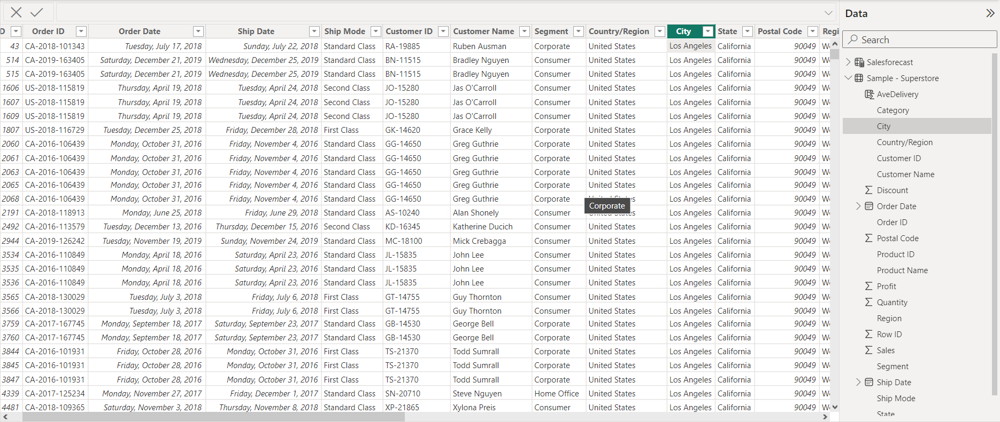 D Order ID Order Date Ship Date Ship Mode Customer ID Customer Name Segment Country/Region City State Postal Code Regi
43 CA-2018-101343 Tuesday, July 17, 2018 Sunday, July 22, 2018 Standard Class RA-19885 Ruben Ausman Corporate United States Los Angeles California 90049 We
514 CA-2019-163405 Saturday, December 21, 2019 Wednesday, December 25, 2019 Standard Class BN-11515 Bradley Nguyen Consumer United States Los Angeles California 90049 We
515 CA-2019-163405 Saturday, December 21, 2019 Wednesday, December 25, 2019 Standard Class BN-11515 Bradley Nguyen Consumer United States Los Angeles California 90049 We
1606 US-2018-115819 Thursday, April 19, 2018 Tuesday, April 24, 2018 Second Class JO-15280 Jas O'Carroll Consumer United States Los Angeles California 90049 We
1607 US-2018-115819 Thursday, April 19, 2018 Tuesday, April 24, 2018 Second Class JO-15280 Jas O'Carroll Consumer United States Los Angeles California 90049 We
1609 US-2018-115819 Thursday, April 19, 2018 Tuesday, April 24, 2018 Second Class JO-15280 Jas O'Carroll Consumer United States Los Angeles California 90049 We
1807 US-2018-116729 Tuesday, December 25, 2018 Friday, December 28, 2018 First Class GK-14620 Grace Kelly Corporate United States Los Angeles California 90049 We
2060 CA-2016-106439 Monday, October 31, 2016 Friday, November 4, 2016 Standard Class GG-14650 Greg Guthrie Corporate United States Los Angeles California 90049 We
2061 CA-2016-106439 Monday, October 31, 2016 Friday, November 4, 2016 Standard Class GG-14650 Greg Guthrie Corporate United States Los Angeles California 90049 We
2063 CA-2016-106439 Monday, October 31, 2016 Friday, November 4, 2016 Standard Class GG-14650 Greg Guthrie Corporate United States Los Angeles California 90049 We
2065 CA-2016-106439 Monday, October 31, 2016 Friday, November 4, 2016 Standard Class GG-14650 Greg Guthrie Corporate United States Los Angeles California 90049 We
2068 CA-2016-106439 Monday, October 31, 2016 Friday, November 4, 2016 Standard Class GG-14650 Greg Guthrie Corporate Los Angeles California 90049 We
Corporate
2191 CA-2018-118913 Monday, June 25, 2018 Friday, June 29, 2018 Standard Class AS-10240 Alan Shonely Consumer United States Los Angeles California 90049 We
2492 CA-2016-113579 Tuesday, December 13, 2016 Thursday, December 15, 2016 Second Class KD-16345 Katherine Ducich Consumer United States Los Angeles California 90049 We
2944 CA-2019-126242 Tuesday, November 19, 2019 Sunday, November 24, 2019 Standard Class MC-18100 Mick Crebagga Consumer United States Los Angeles California 90049 We
3534 CA-2016-110849 Monday, April 18, 2016 Saturday, April 23, 2016 Standard Class JL-15835 John Lee Consumer United States Los Angeles California 90049 We
3535 CA-2016-110849 Monday, April 18, 2016 Saturday, April 23, 2016 Standard Class JL-15835 John Lee Consumer United States Los Angeles California 90049 We
3536 CA-2016-110849 Monday, April 18, 2016 Saturday, April 23, 2016 Standard Class JL-15835 John Lee Consumer United States Los Angeles California 90049 We
3565 CA-2018-130029 Tuesday, July 3, 2018 Friday, July 6, 2018 First Class GT-14755 Guy Thornton Consumer United States Los Angeles California 90049 We
3566 CA-2018-130029 Tuesday, July 3, 2018 Friday, July 6, 2018 First Class GT-14755 Guy Thornton Consumer United States Los Angeles California 90049 We
3759 CA-2017-167745 Monday, September 18, 2017 Saturday, September 23, 2017 Standard Class GB-14530 George Bell Corporate United States Los Angeles California 90049 We
3760 CA-2017-167745 Monday, September 18, 2017 Saturday, September 23, 2017 Standard Class GB-14530 George Bell Corporate United States Los Angeles California 90049 We
3844 CA-2016-101931 Friday, October 28, 2016 Monday, October 31, 2016 First Class TS-21370 Todd Sumrall Corporate United States Los Angeles California 90049 We
3845 CA-2016-101931 Friday, October 28, 2016 Monday, October 31, 2016 First Class TS-21370 Todd Sumrall Corporate United States Los Angeles California 90049 We
3847 CA-2016-101931 Friday, October 28, 2016 Monday, October 31, 2016 First Class TS-21370 Todd Sumrall Corporate United States Los Angeles California 90049 We
4339 CA-2017-125234 Monday, November 27, 2017 Friday, December 1, 2017 Standard Class SN-20710 Steve Nguyen Home Office United States Los Angeles California 90049 We
4481 CA-2018-109365 Saturday, November 3, 2018 Thursday, November 8, 2018 Standard Class XP-21865 Xylona Preis Consumer United States Los Angeles California 90049 We
Data
Search
Salesforecast
Sample - Superstore
AveDelivery
Category
City
Country/Region
Customer ID
Customer Name
Discount
Order Date
Order ID
Postal Code
Product ID
Product Name
Profit
Quantity
Region
Row ID
Sales
Segment
Ship Date
Ship Mode
State